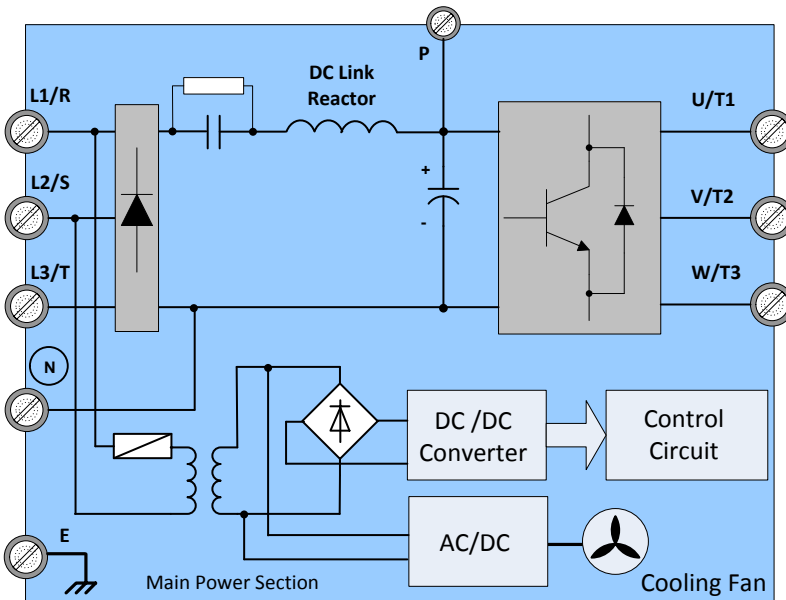 P
L1/R
DC Link
Reactor
U/T1
L2/S
+
-
V/T2
L3/T
W/T3
N
DC /DC
Converter
Control
Circuit
E
AC/DC
Main Power Section
Cooling Fan